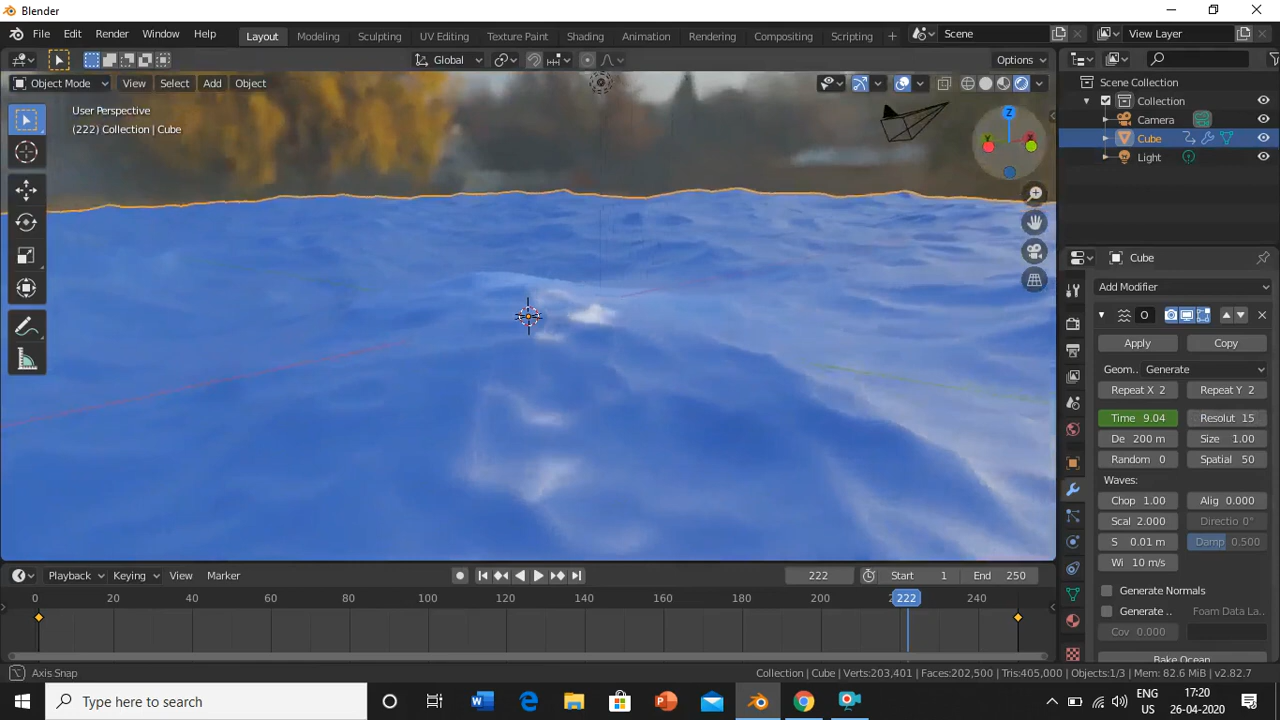 Blender
File Edit Render Window Help Layout Modeling Sculpting UV Editing Texture Paint Shading Animation Rendering Compositing Scripting + Scene View Layer
Global Options
Object Mode View Select Add Object
User Perspective
(222) Collection | Cube
Z
Scene Collection
Collection
Camera
Cube
Light
Cube
Add Modifier
O
Apply Copy
Geom.. Generate
Repeat X 2 Repeat Y 2
Time 9.04 Resolut 15
De 200 m Size 1.00
Random 0 Spatial 50
Waves:
Chop 1.00 Alig 0.000
Scal 2.000 Directio 0°
S 0.01 m Damp 0.500
Wi 10 m/s
Generate Normals
Generate .. Foam Data La..
Cov 0.000
Bake Ocean
Playback Keying View Marker 222 Start 1 End 250
0 20 40 60 80 100 120 140 160 180 200 222 240
Axis Snap Collection | Cube | Verts:203,401 | Faces:202,500 | Tris:405,000 | Objects:1/3 | Mem: 82.6 MiB | v2.82.7
Type here to search
ENG
US
17:20
26-04-2020